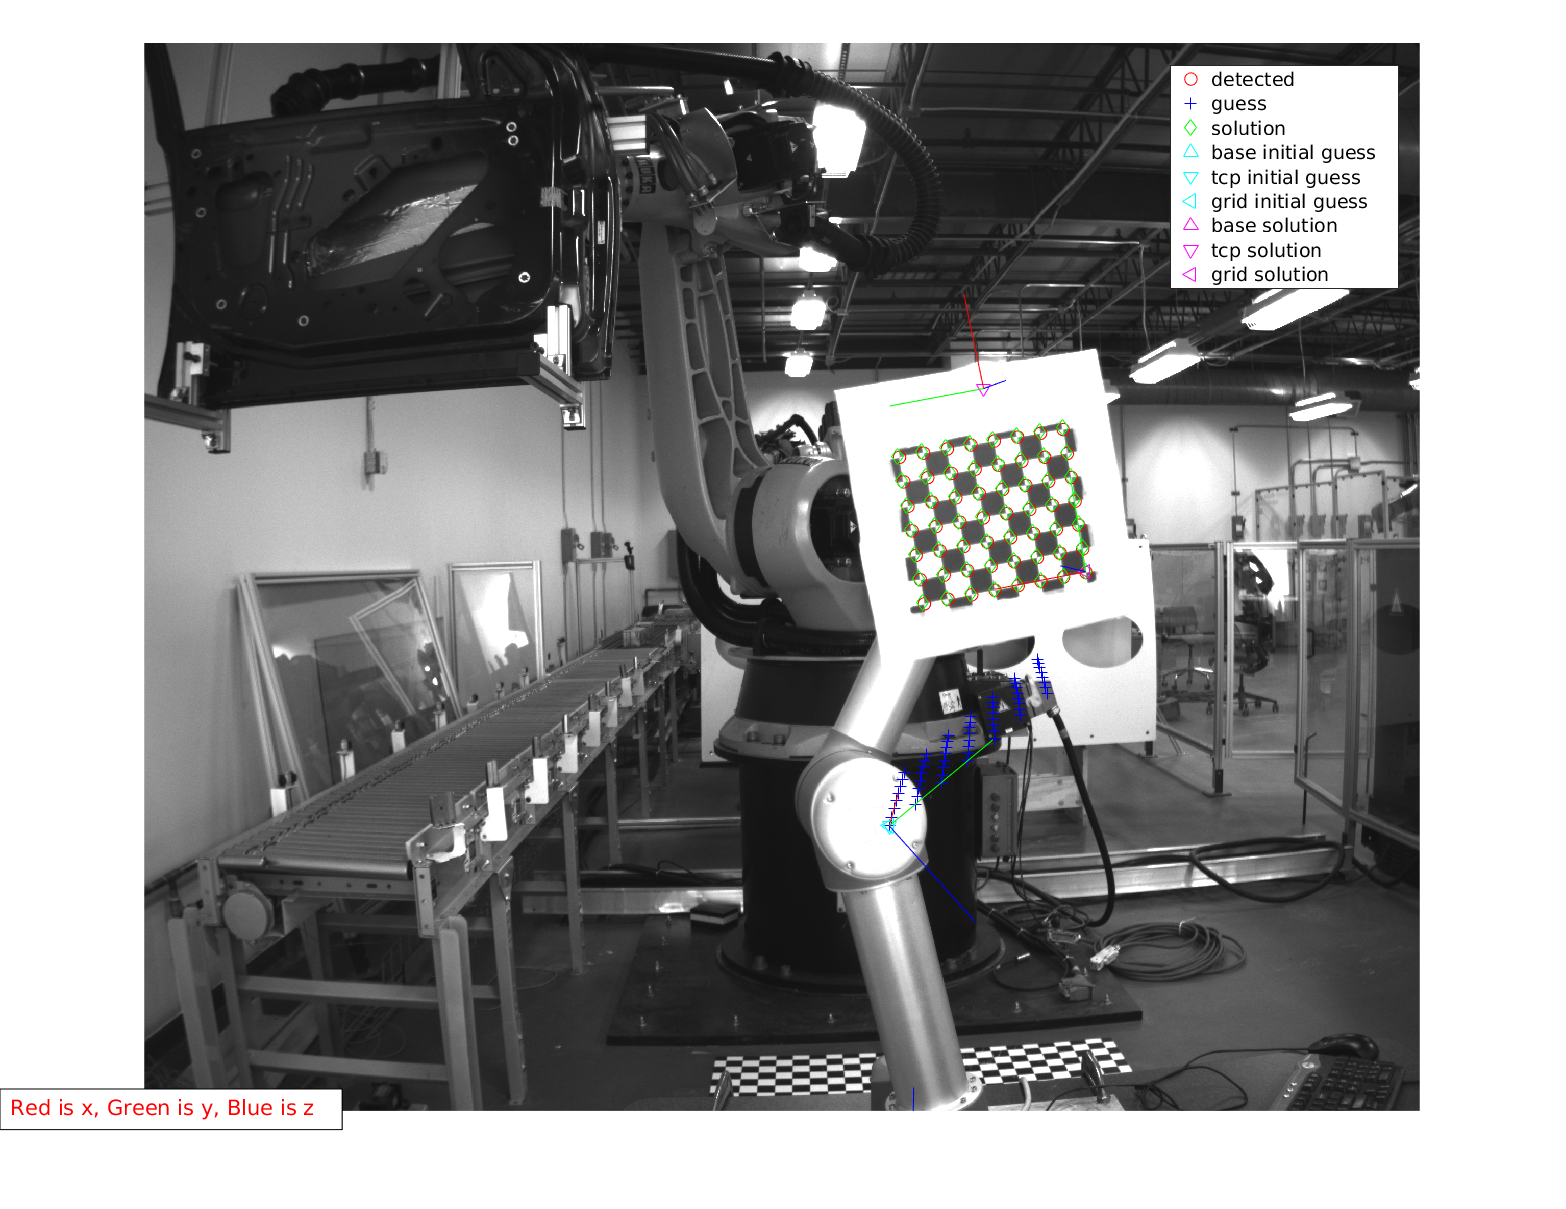 detected
guess
solution
base initial guess
tcp initial guess
grid initial guess
base solution
tcp solution
grid solution
Red is x, Green is y, Blue is z